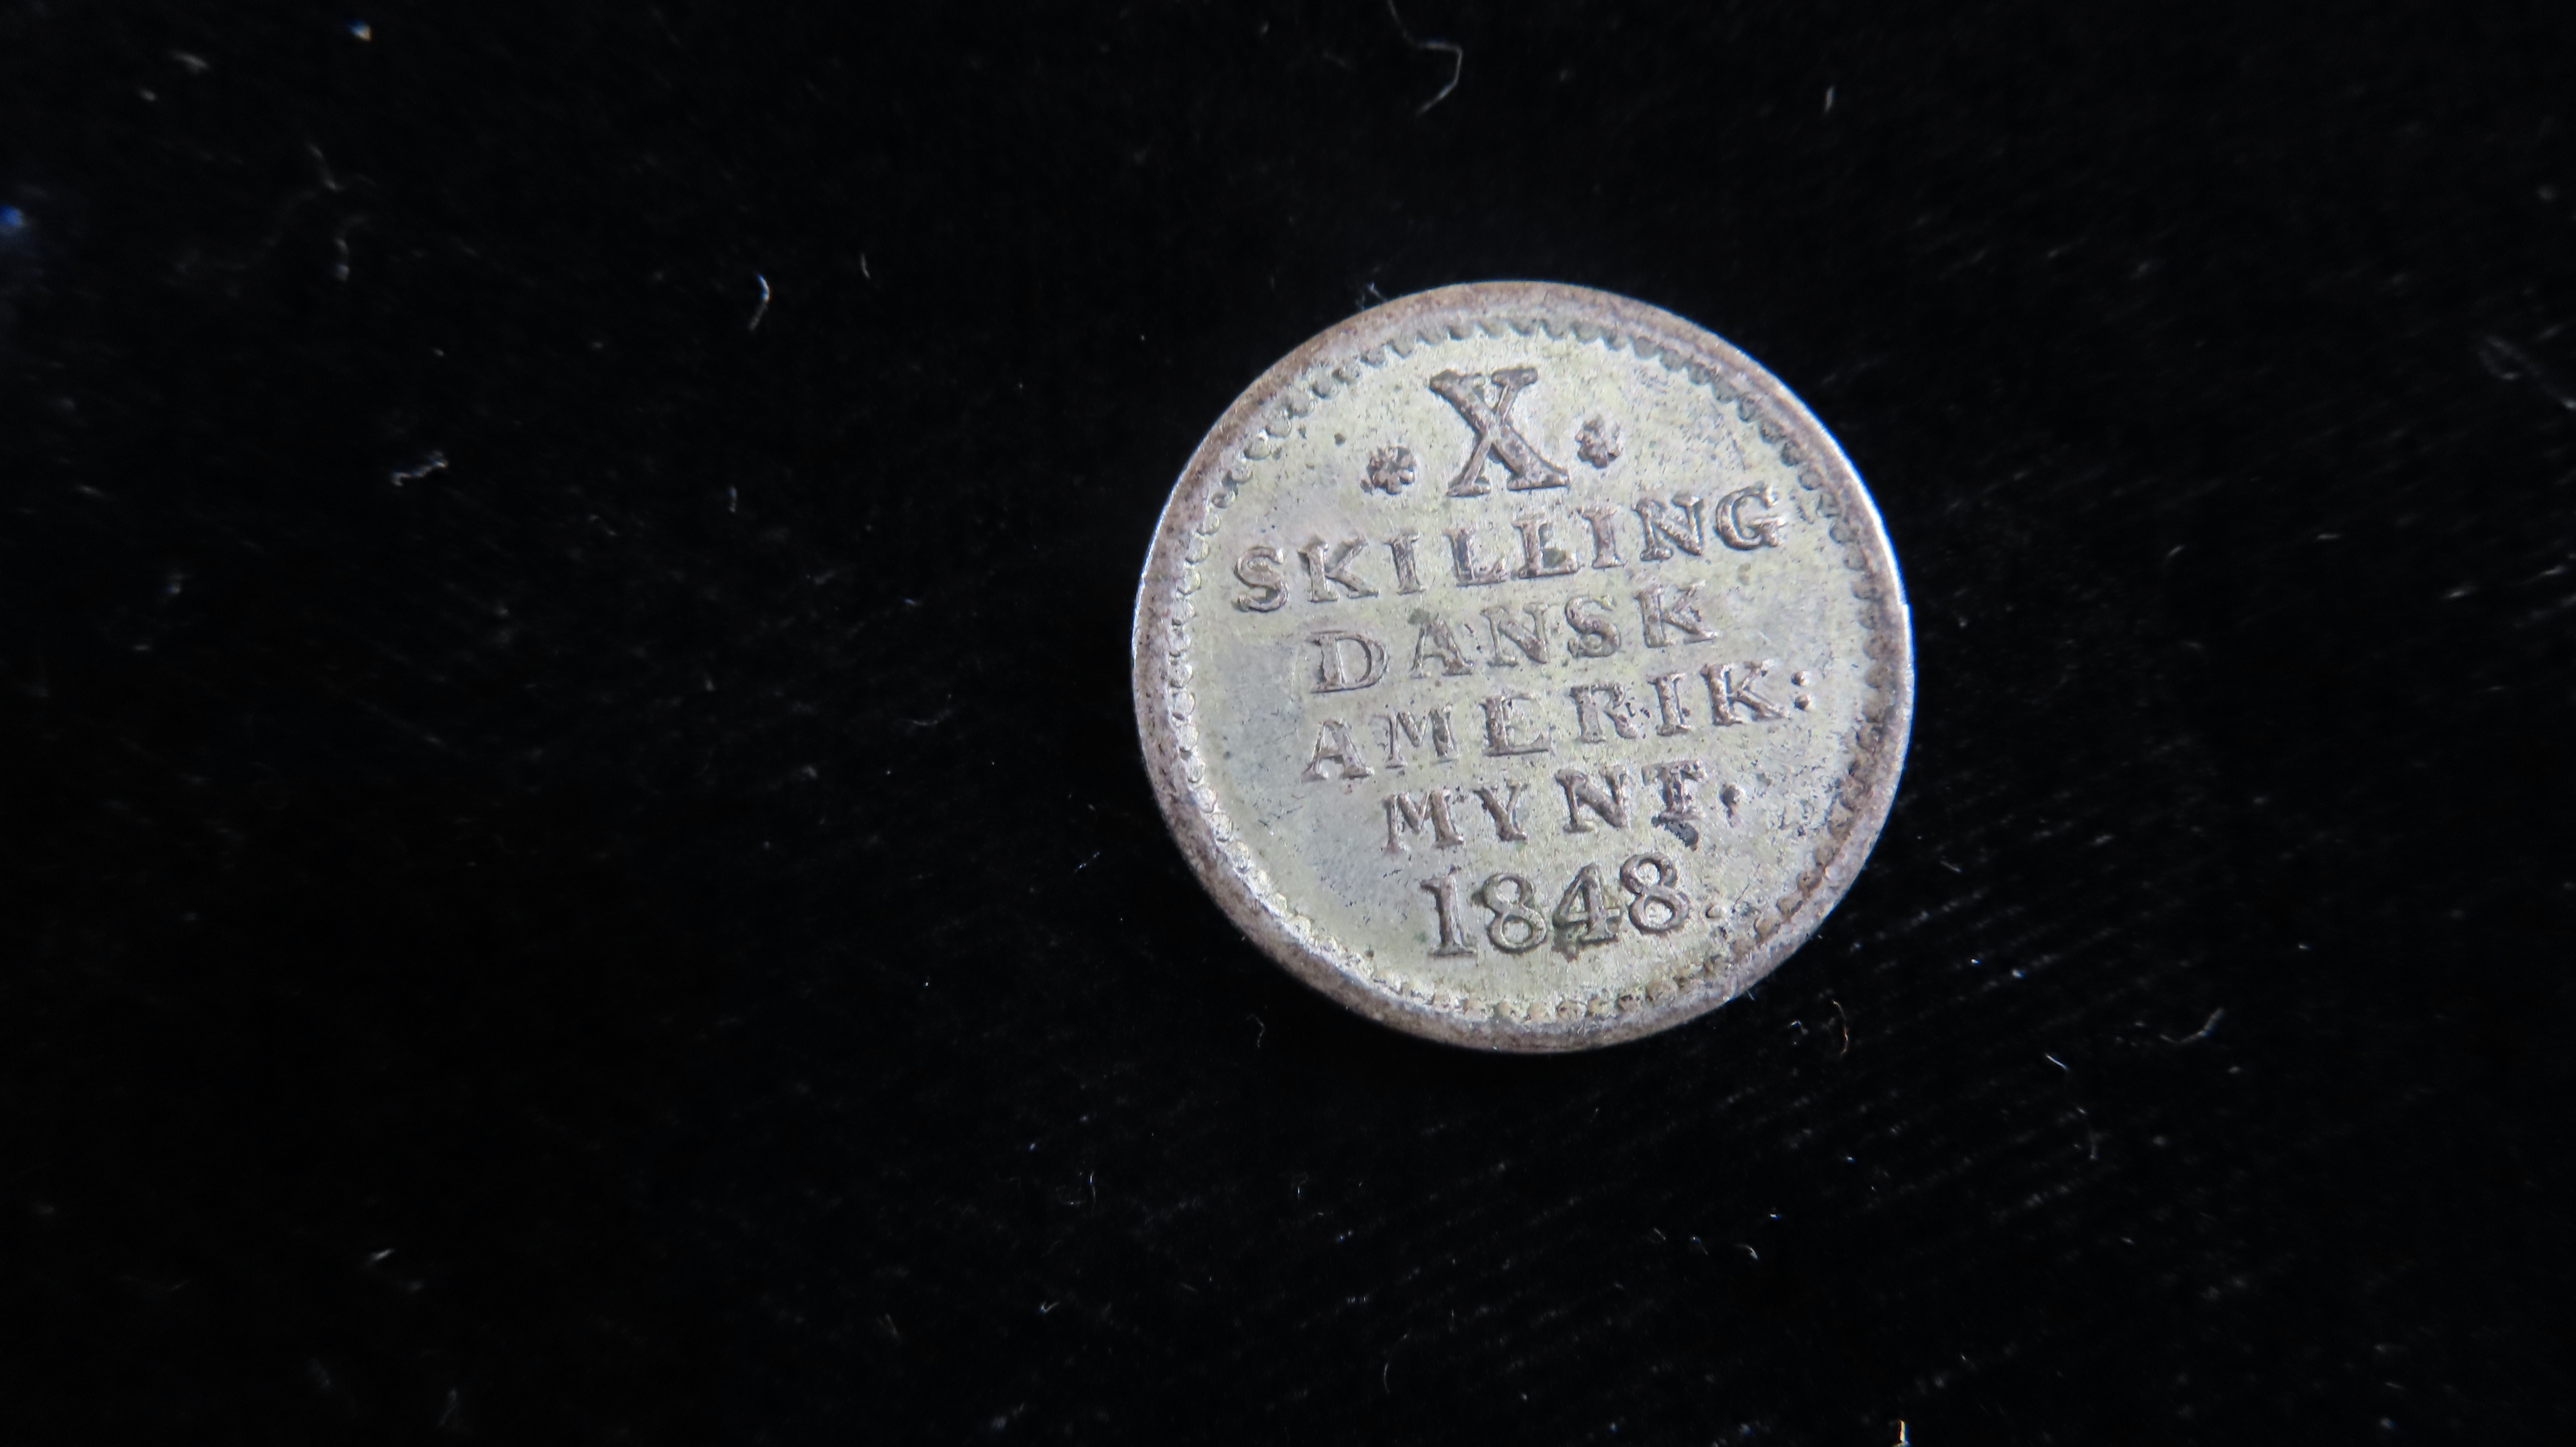 X
SKILLING
DANSK
AMERIK:
MYNT.
1848.